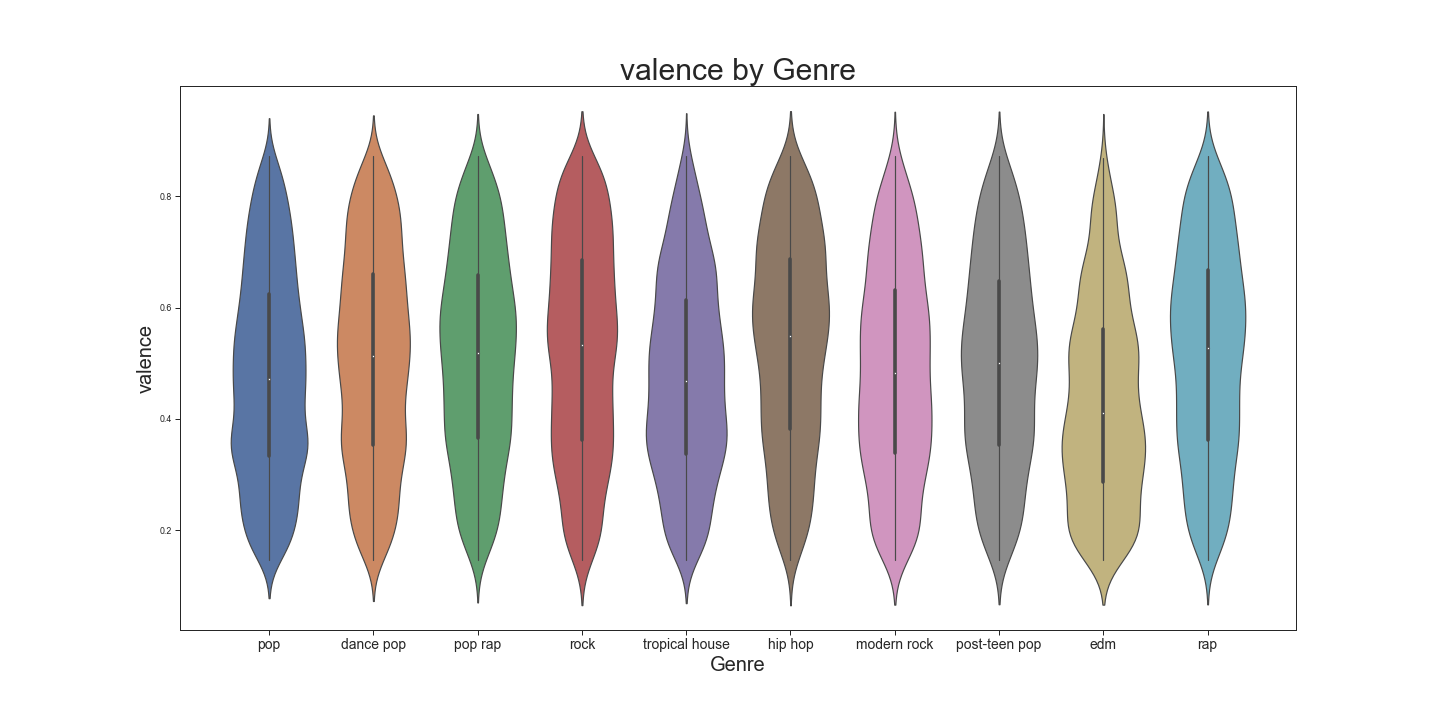 valence by Genre
valence
0.8
0.6
0.4
0.2
pop dance pop pop rap rock tropical house hip hop modern rock post-teen pop edm rap
Genre